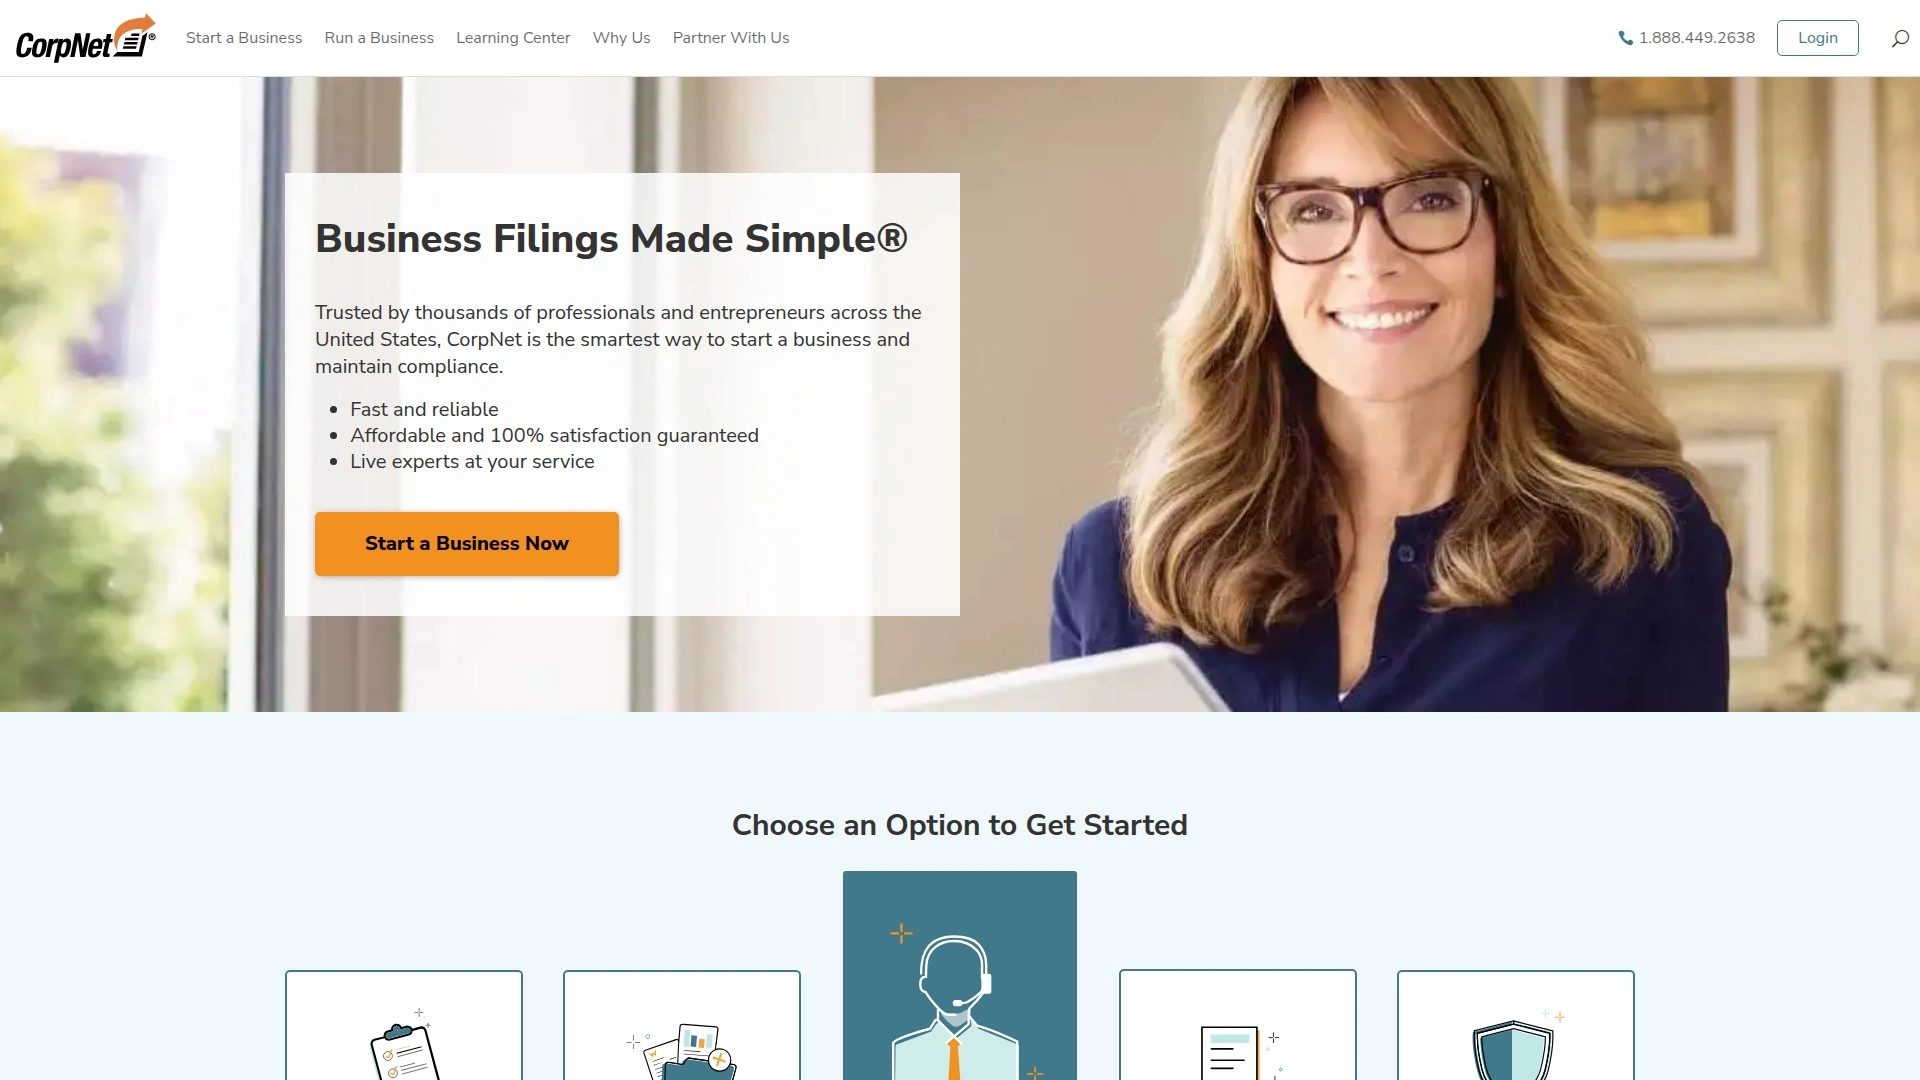 CorpNet®
Start a Business
Run a Business
Learning Center
Why Us
Partner With Us
1.888.449.2638
Login
Business Filings Made Simple®
Trusted by thousands of professionals and entrepreneurs across the
United States, CorpNet is the smartest way to start a business and
maintain compliance.
Fast and reliable
Affordable and 100% satisfaction guaranteed
Live experts at your service
Start a Business Now
Choose an Option to Get Started